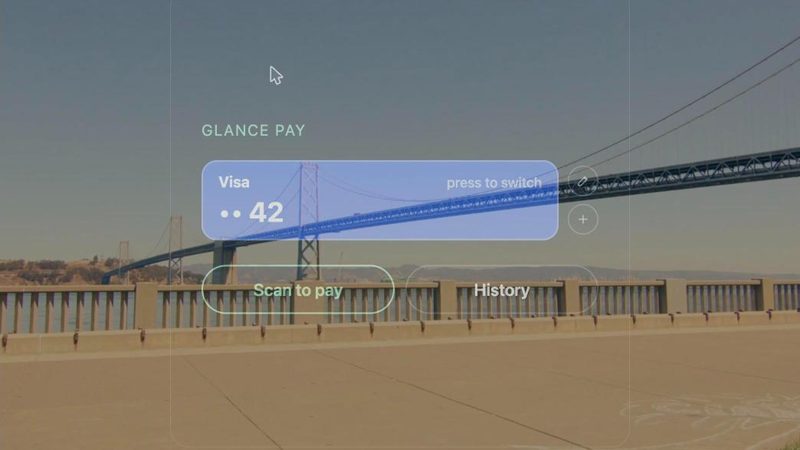 GLANCE PAY
Visa
press to switch
•• 42
Scan to pay
History